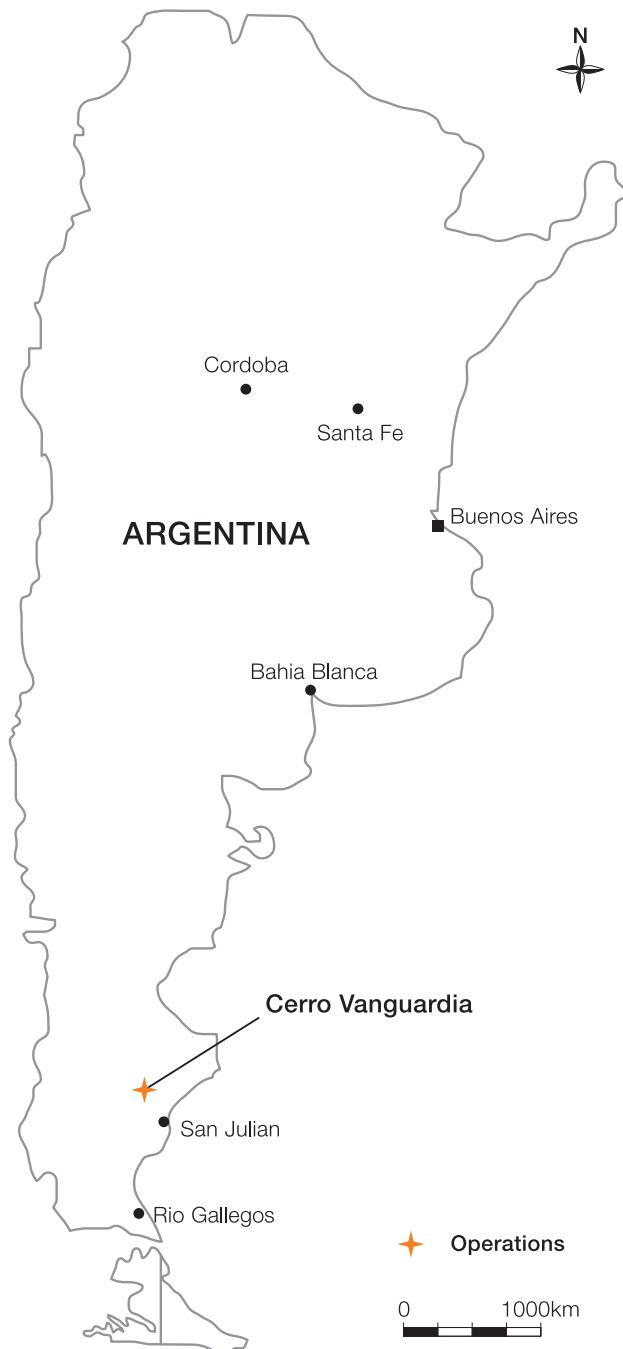 N
Cordoba
Santa Fe
Buenos Aires
ARGENTINA
Bahia Blanca
Cerro Vanguardia
San Julian
Rio Gallegos
Operations
0 1000km